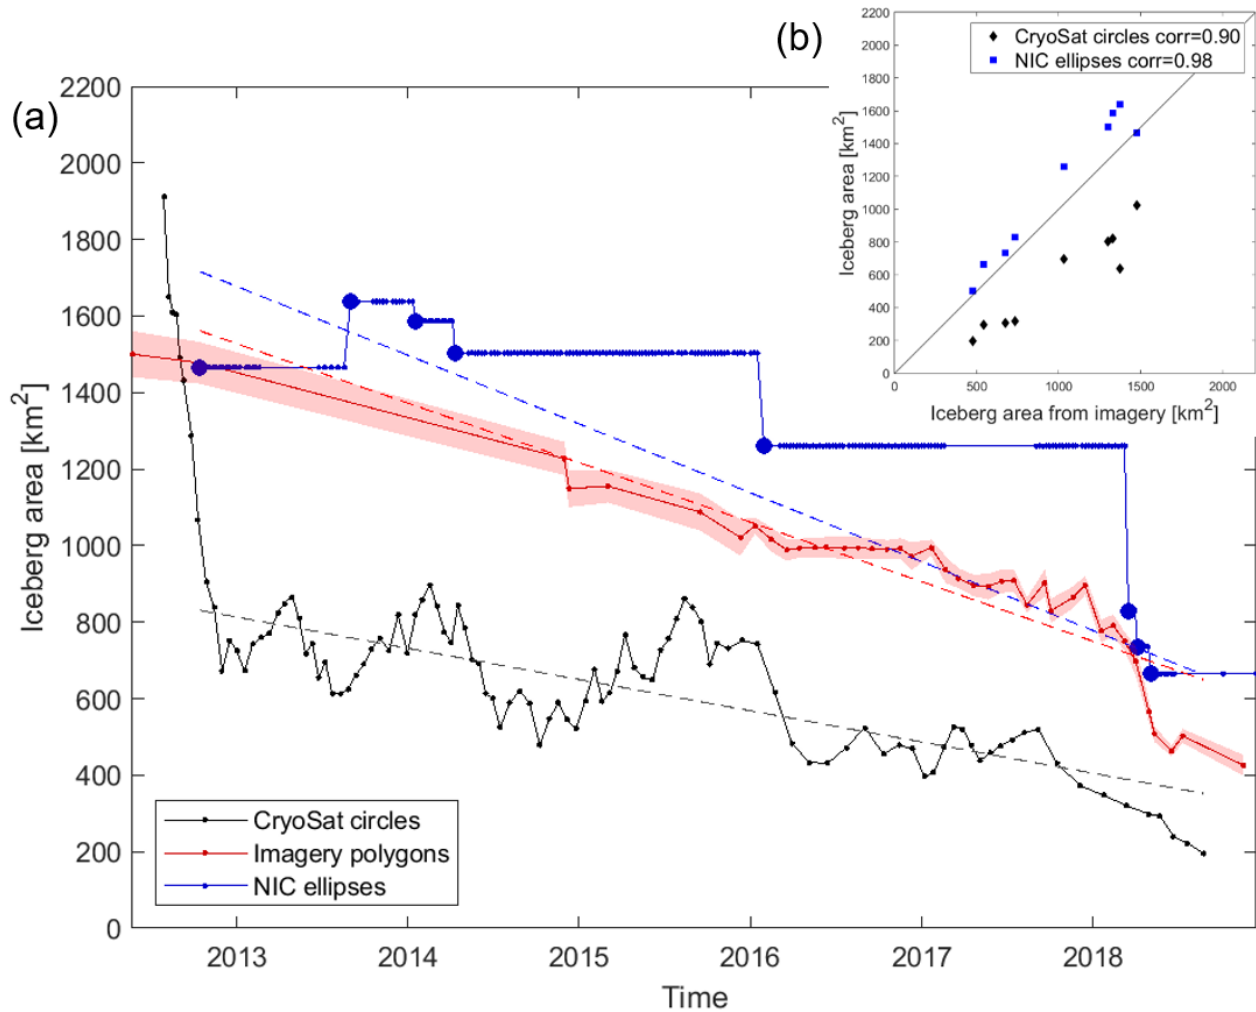 (a)
2200
2000
1800
1600
1400
1200
1000
800
600
400
200
0
Iceberg area [km²]
2013 2014 2015 2016 2017 2018
Time
CryoSat circles
Imagery polygons
NIC ellipses
(b)
2200
2000
1800
1600
1400
1200
1000
800
600
400
200
0
Iceberg area [km²]
CryoSat circles corr=0.90
NIC ellipses corr=0.98
0 500 1000 1500 2000
Iceberg area from imagery [km²]